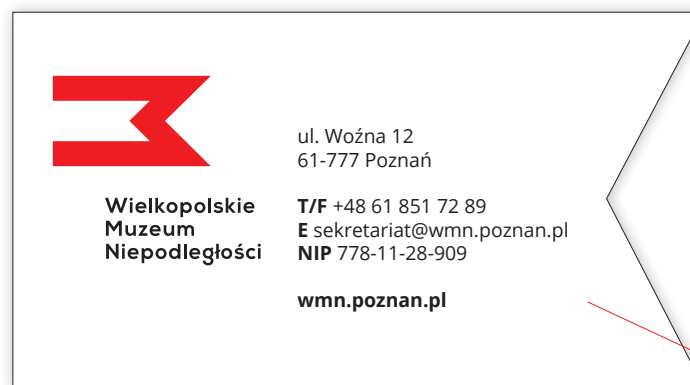 Wielkopolskie
Muzeum
Niepodległości
ul. Woźna 12
61-777 Poznań
T/F +48 61 851 72 89
E sekretariat@wmn.poznan.pl
NIP 778-11-28-909
wmn.poznan.pl